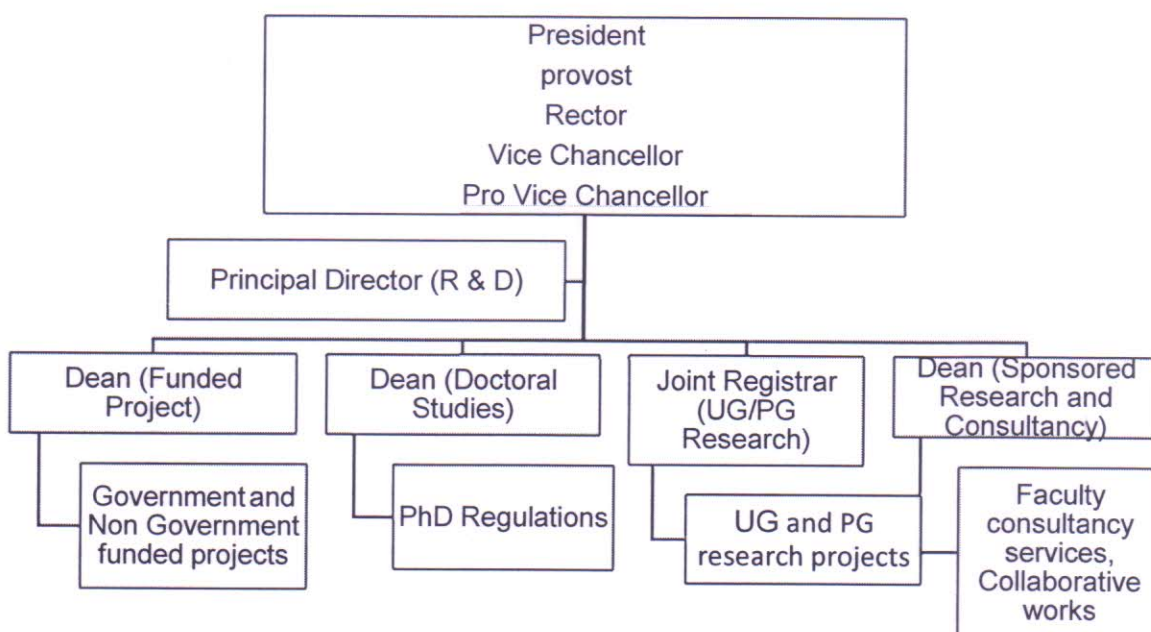 President
provost
Rector
Vice Chancellor
Pro Vice Chancellor
Principal Director (R & D)
Dean (Funded
Project)
Dean (Doctoral
Studies)
Joint Registrar
(UG/PG
Research)
Dean (Sponsored
Research and
Consultancy)
Government and
Non Government
funded projects
PhD Regulations
UG and PG
research projects
Faculty
consultancy
services,
Collaborative
works